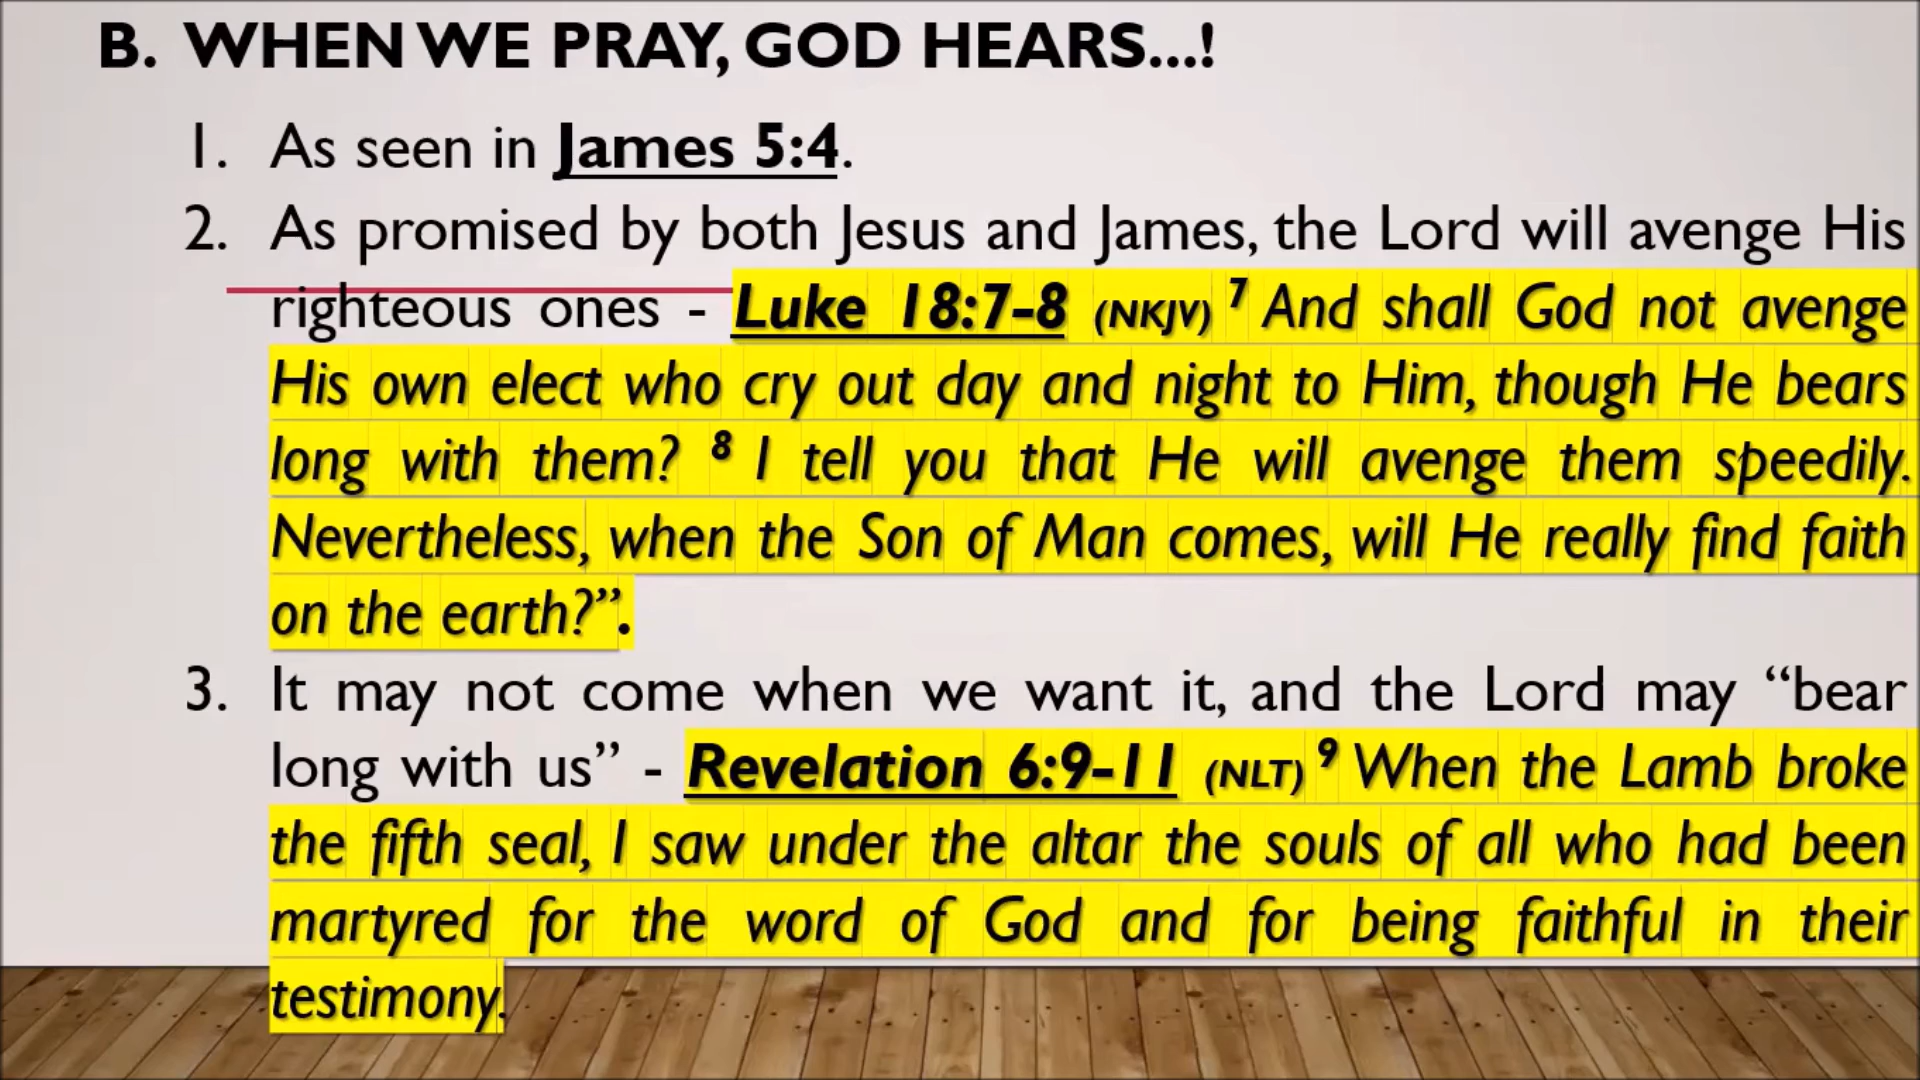 B. WHEN WE PRAY, GOD HEARS...!
1. As seen in James 5:4.
2. As promised by both Jesus and James, the Lord will avenge His
righteous ones - Luke 18:7-8 (NKJV) 7 And shall God not avenge
His own elect who cry out day and night to Him, though He bears
long with them? 8 I tell you that He will avenge them speedily.
Nevertheless, when the Son of Man comes, will He really find faith
on the earth?”.
3. It may not come when we want it, and the Lord may “bear
long with us” - Revelation 6:9-11 (NLT) 9 When the Lamb broke
the fifth seal, I saw under the altar the souls of all who had been
martyred for the word of God and for being faithful in their
testimony.